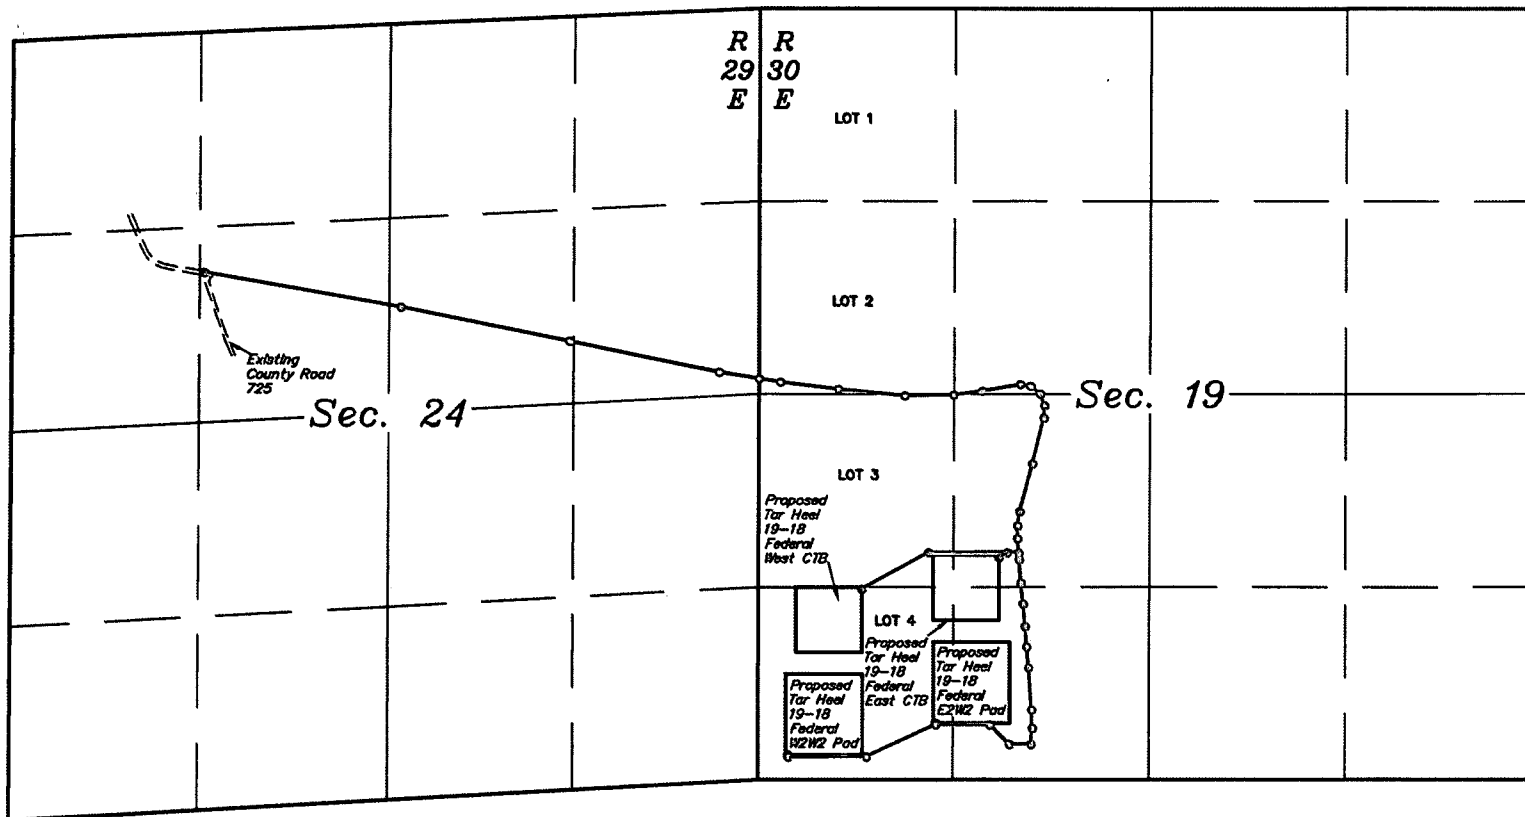 R R
29 30
E E
LOT 1
LOT 2
Existing
County Road
725
Sec. 24
Sec. 19
LOT 3
Proposed
Tar Heel
19-18
Federal
West CTB
LOT 4
Proposed
Tar Heel
19-18
Federal
East CTB
Proposed
Tar Heel
19-18
Federal
E2W2 Pad
Proposed
Tar Heel
19-18
Federal
W2W2 Pad